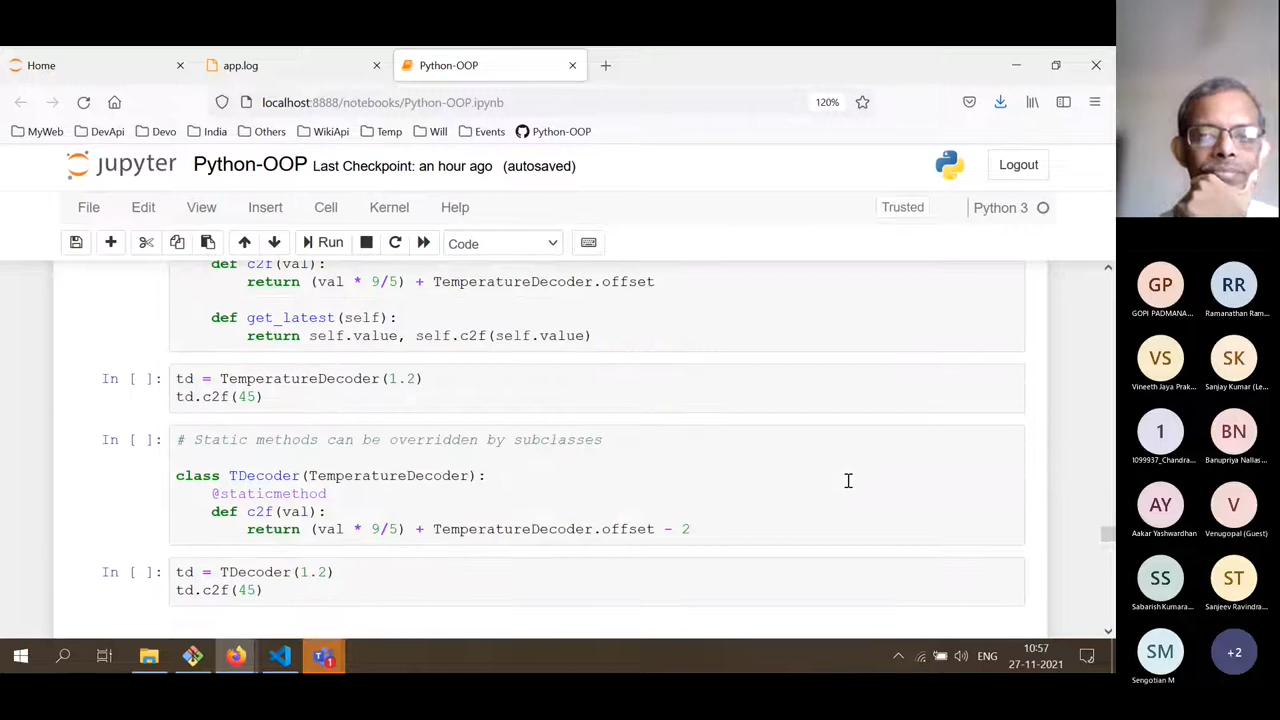 Home
app.log
Python-OOP
localhost:8888/notebooks/Python-OOP.ipynb
120%
MyWeb
DevApi
Devo
India
Others
WikiApi
Temp
Will
Events
Python-OOP
jupyter
Python-OOP Last Checkpoint: an hour ago (autosaved)
Logout
File
Edit
View
Insert
Cell
Kernel
Help
Trusted
Python 3
Run
Code
def c2f(val):
return (val * 9/5) + TemperatureDecoder.offset
def get_latest(self):
return self.value, self.c2f(self.value)
In [ ]:
td = TemperatureDecoder(1.2)
td.c2f(45)
In [ ]:
# Static methods can be overridden by subclasses
class TDecoder(TemperatureDecoder):
@staticmethod
def c2f(val):
return (val * 9/5) + TemperatureDecoder.offset - 2
In [ ]:
td = TDecoder(1.2)
td.c2f(45)
1
ENG
10:57
27-11-2021
GP
GOPI PADMANA...
RR
Ramanathan Ram...
VS
Vineeth Jaya Prak...
SK
Sanjay Kumar (Le...
1
1099937_Chandra...
BN
Banupriya Nallas...
AY
Aakar Yashwardhan
V
Venugopal (Guest)
SS
Sabarish Kumara...
ST
Sanjeev Ravindra...
SM
Sengotian M
+2